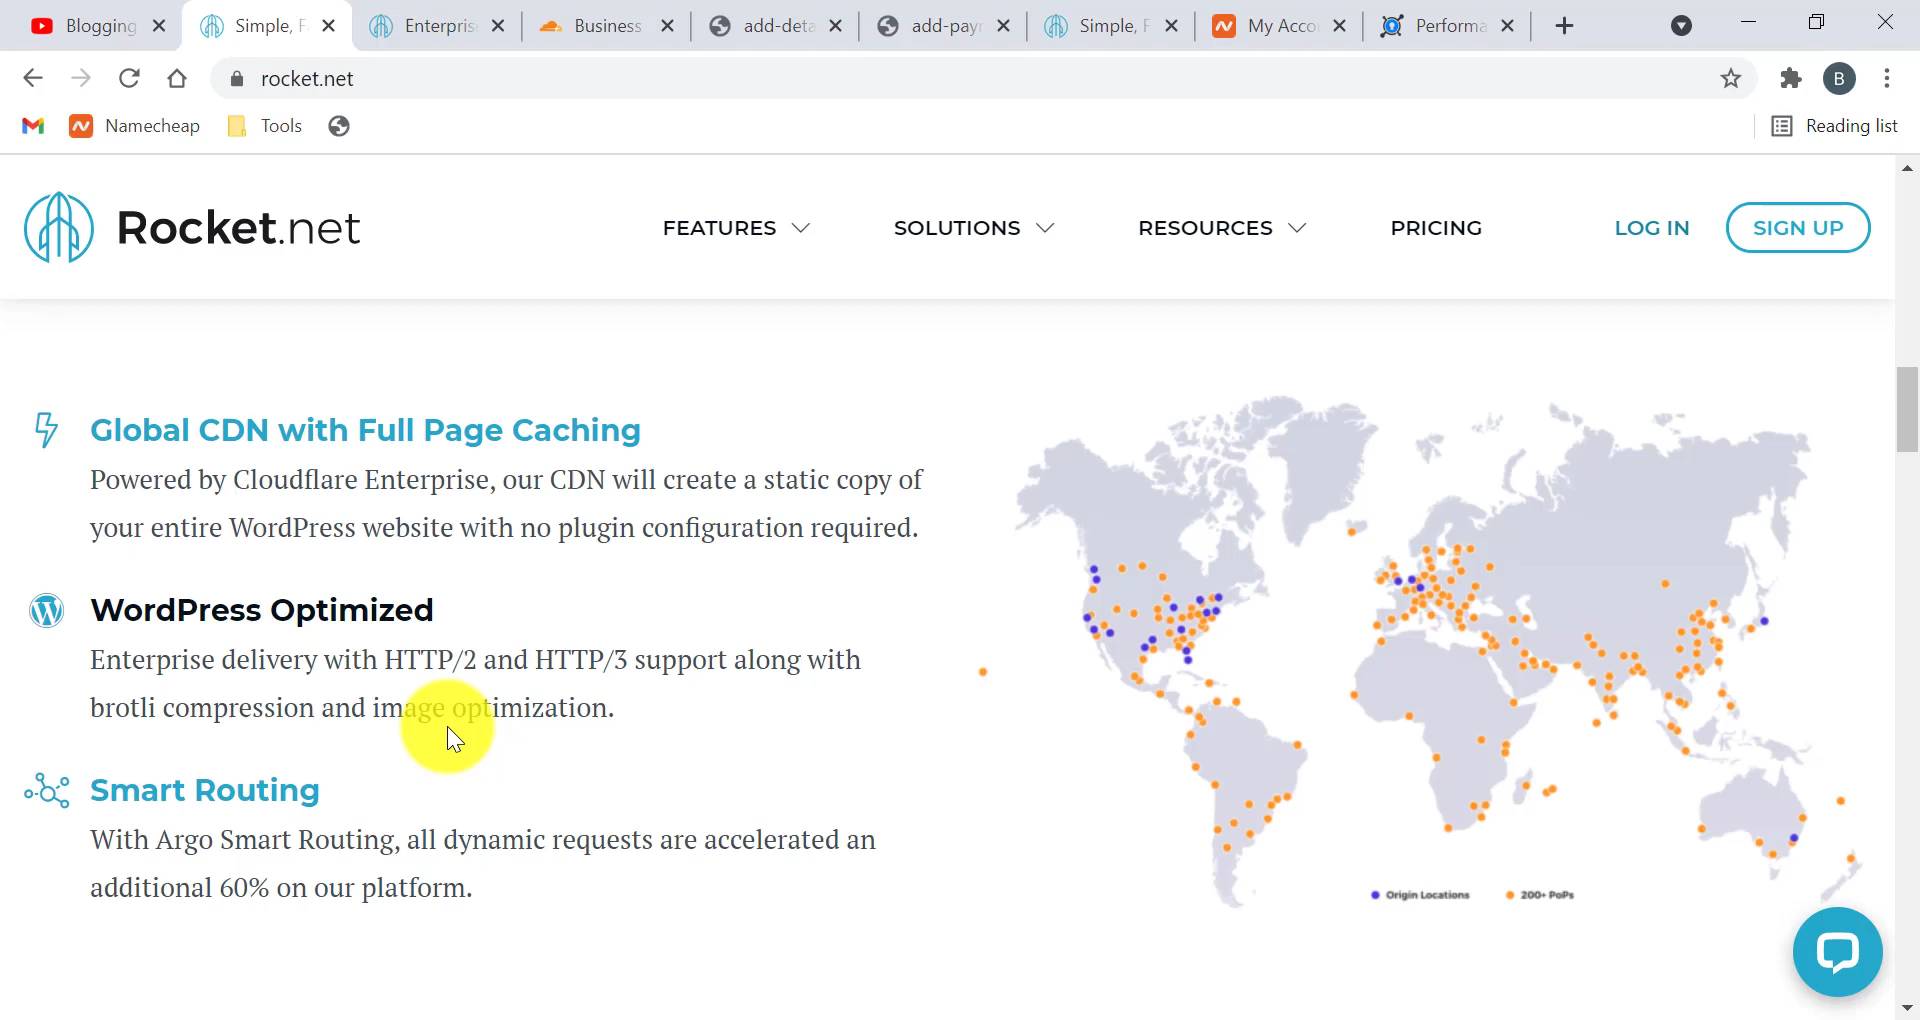 Blogging
Simple, F
Enterpris
Business
add-deta
add-payr
Simple, F
My Acco
Performa
rocket.net
B
Namecheap
Tools
Reading list
Rocket.net
FEATURES
SOLUTIONS
RESOURCES
PRICING
LOG IN
SIGN UP
Global CDN with Full Page Caching
Powered by Cloudflare Enterprise, our CDN will create a static copy of
your entire WordPress website with no plugin configuration required.
WordPress Optimized
Enterprise delivery with HTTP/2 and HTTP/3 support along with
brotli compression and image optimization.
Smart Routing
With Argo Smart Routing, all dynamic requests are accelerated an
additional 60% on our platform.
Origin Locations
200+ PoPs